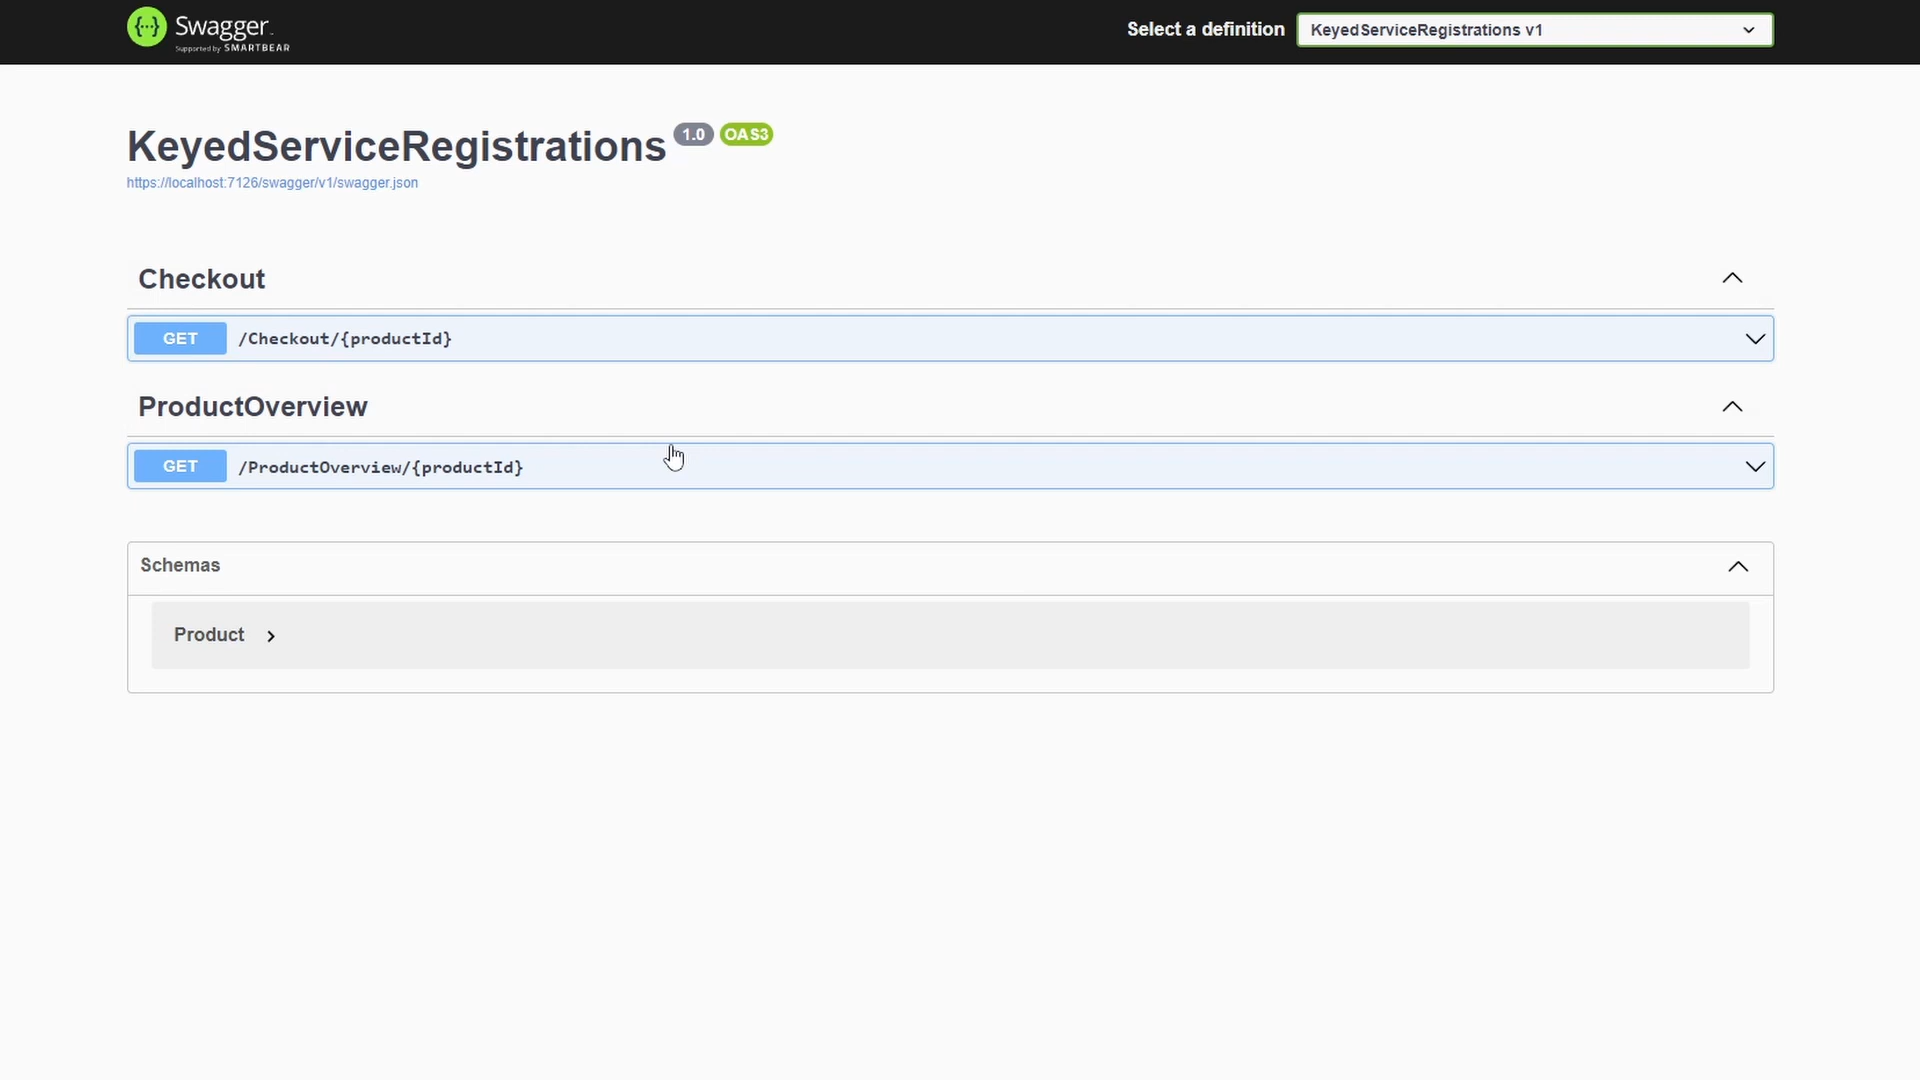 Swagger
Supported by SMARTBEAR
Select a definition
KeyedServiceRegistrations v1
KeyedServiceRegistrations 1.0 OAS3
https://localhost:7126/swagger/v1/swagger.json
Checkout
GET /Checkout/{productId}
ProductOverview
GET /ProductOverview/{productId}
Schemas
Product